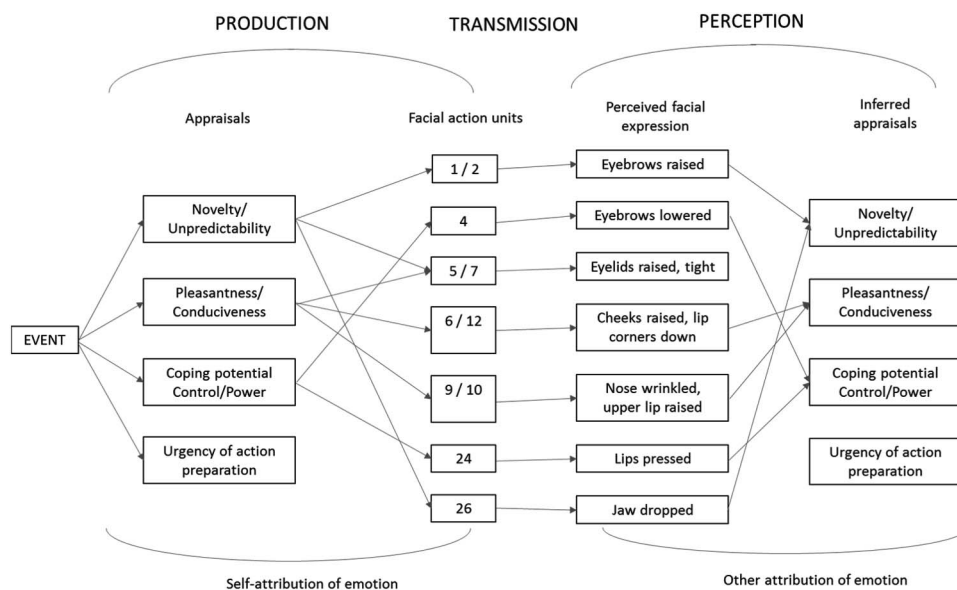 PRODUCTION
TRANSMISSION
PERCEPTION
Appraisals
Facial action units
Perceived facial
expression
Inferred
appraisals
EVENT
Novelty/
Unpredictability
Pleasantness/
Conduciveness
Coping potential
Control/Power
Urgency of action
preparation
1 / 2
4
5 / 7
6 / 12
9 / 10
24
26
Eyebrows raised
Eyebrows lowered
Eyelids raised, tight
Cheeks raised, lip
corners down
Nose wrinkled,
upper lip raised
Lips pressed
Jaw dropped
Novelty/
Unpredictability
Pleasantness/
Conduciveness
Coping potential
Control/Power
Urgency of action
preparation
Self-attribution of emotion
Other attribution of emotion